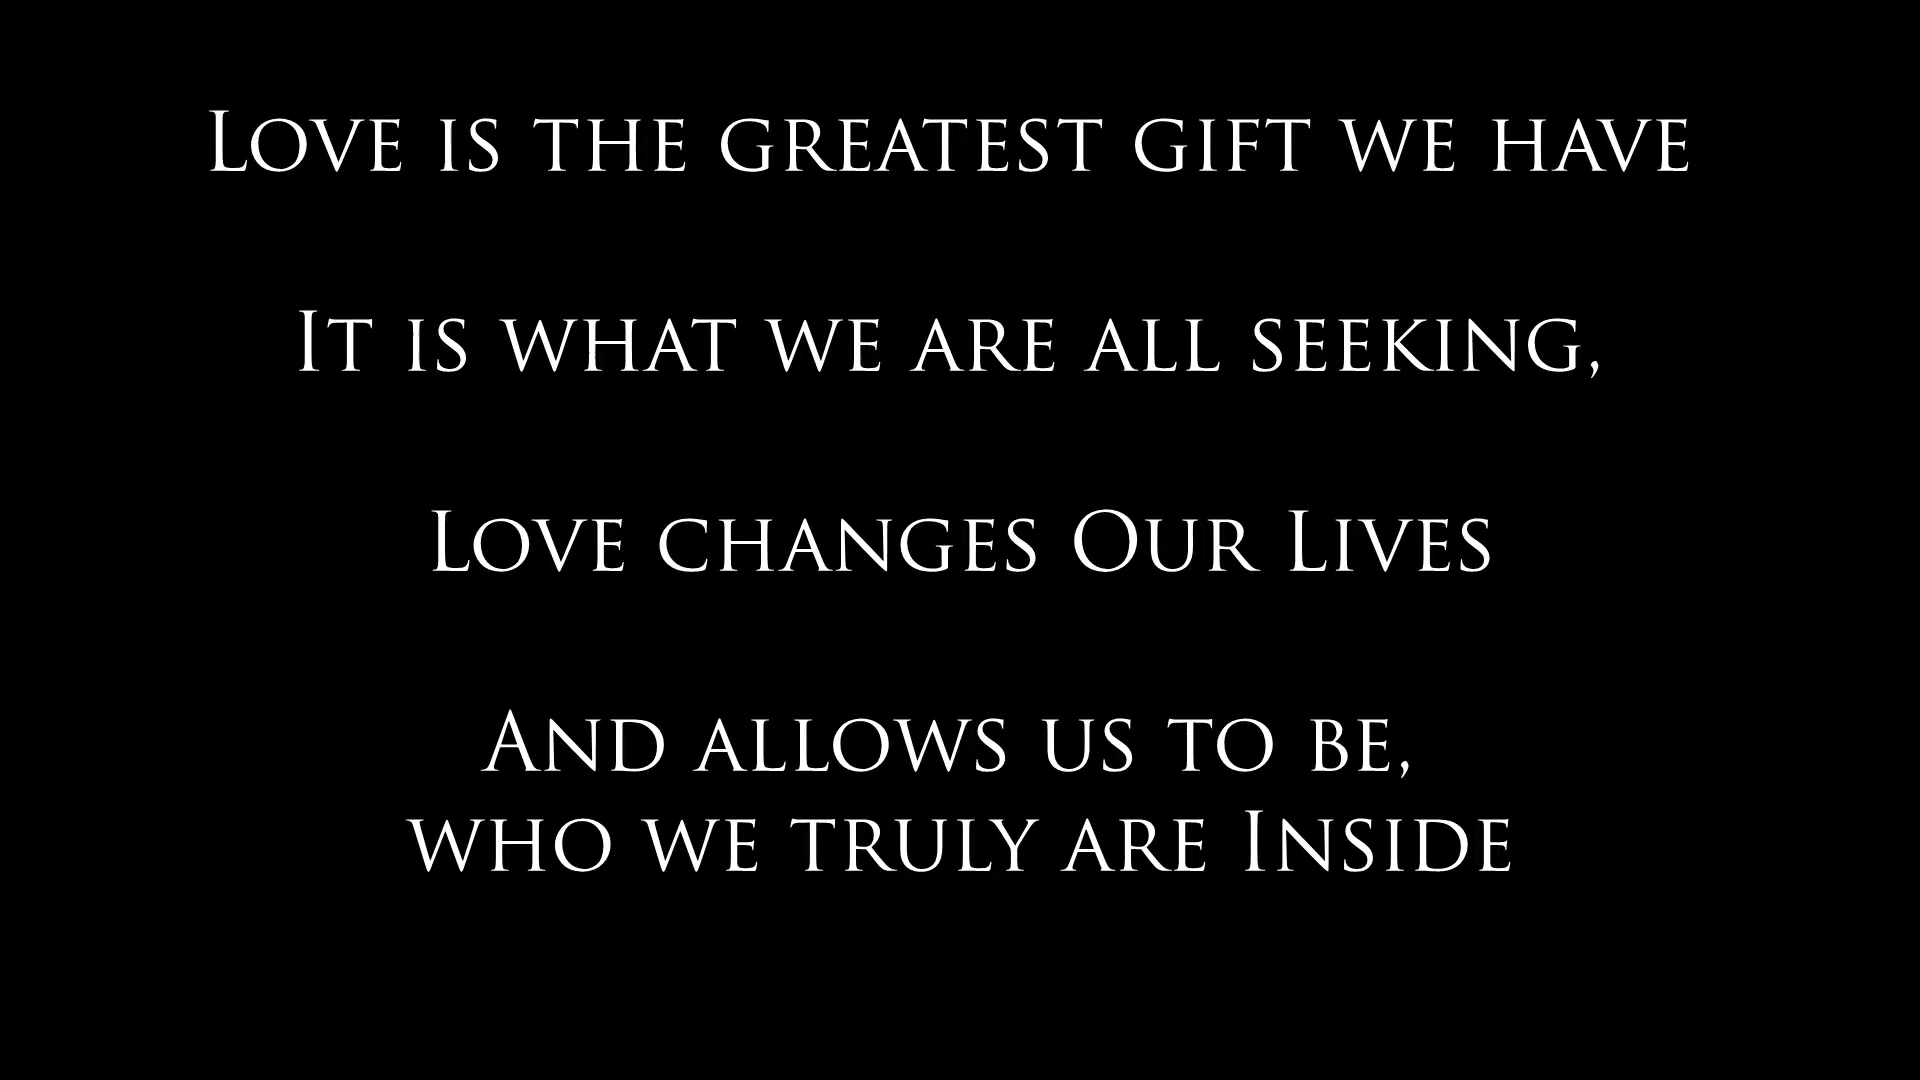 Love is the greatest gift we have
It is what we are all seeking,
Love changes Our Lives
And allows us to be,
who we truly are Inside